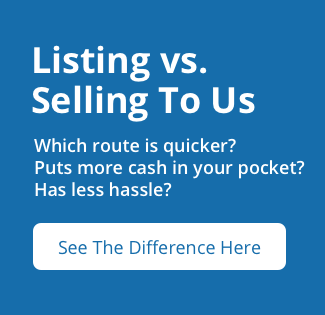 Listing vs.
Selling To Us
Which route is quicker?
Puts more cash in your pocket?
Has less hassle?
See The Difference Here